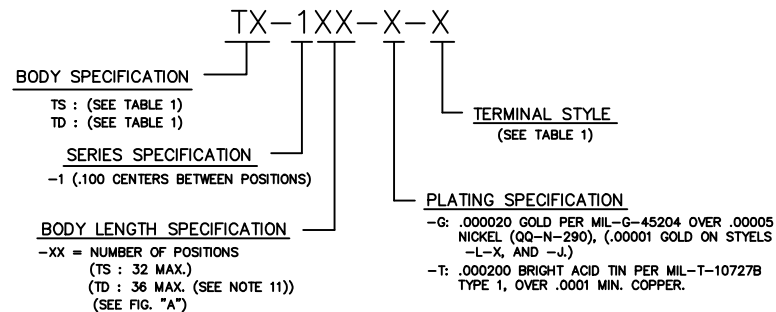 TX-1XX-X-X
BODY SPECIFICATION
TS : (SEE TABLE 1)
TD : (SEE TABLE 1)
SERIES SPECIFICATION
-1 (.100 CENTERS BETWEEN POSITIONS)
BODY LENGTH SPECIFICATION
-XX = NUMBER OF POSITIONS
(TS : 32 MAX.)
(TD : 36 MAX. (SEE NOTE 11))
(SEE FIG. "A")
TERMINAL STYLE
(SEE TABLE 1)
PLATING SPECIFICATION
-G: .000020 GOLD PER MIL-G-45204 OVER .00005
NICKEL (QQ-N-290), (.00001 GOLD ON STYELS
-L-X, AND -J.)
-T: .000200 BRIGHT ACID TIN PER MIL-T-10727B
TYPE 1, OVER .0001 MIN. COPPER.